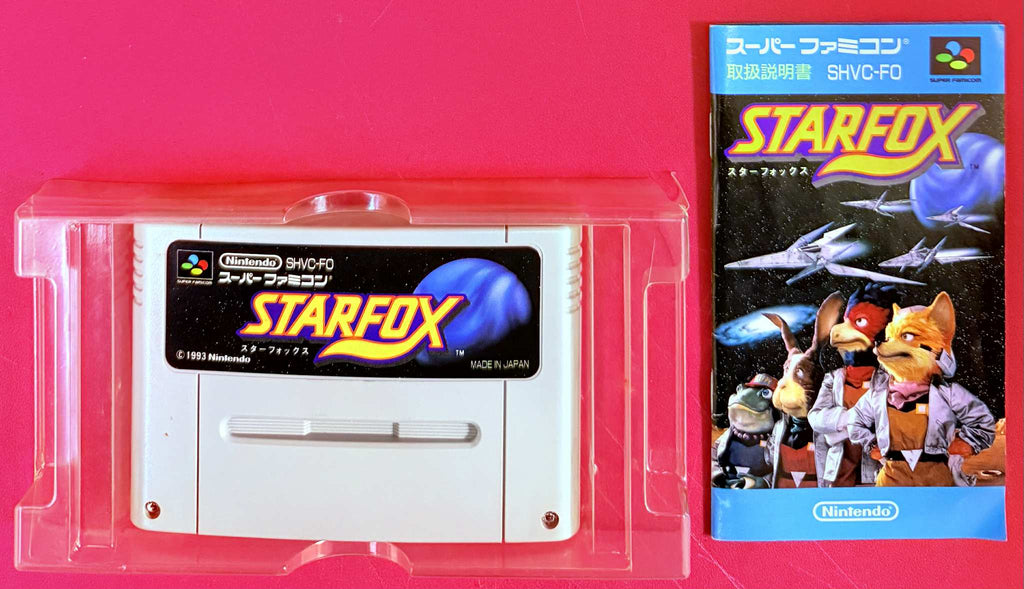 Nintendo SHVC-FO
SUPER FAMICOM
スーパーファミコン
STARFOX
TM
スターフォックス
© 1993 Nintendo
MADE IN JAPAN
スーパーファミコン®
取扱説明書 SHVC-FO
SUPER FAMICOM
STARFOX
TM
スターフォックス
Nintendo®